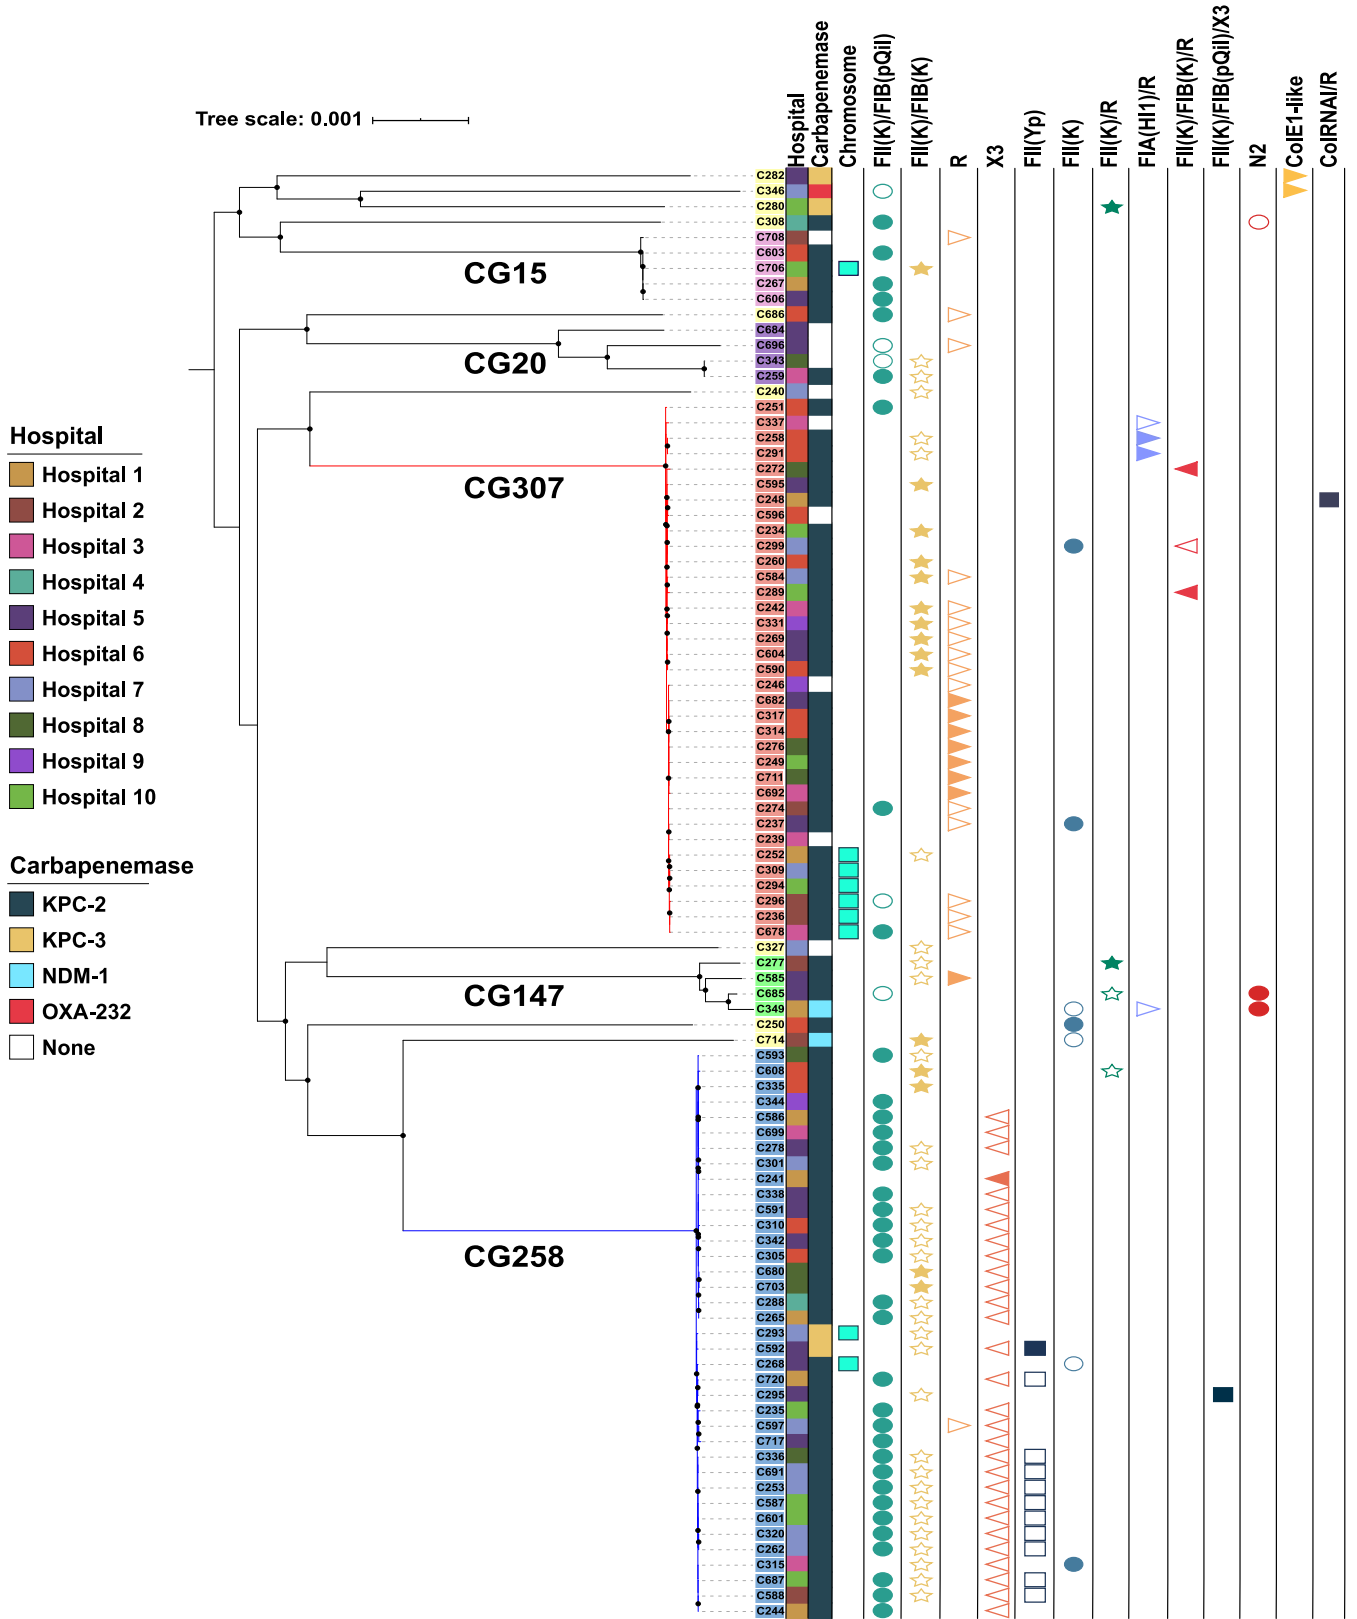 Hospital
Carbapenemase
Chromosome
FII(K)/FIB(pQil)
FII(K)/FIB(K)
R
X3
FII(Yp)
FII(K)
FII(K)/R
FIA(HI1)/R
FII(K)/FIB(K)/R
FII(K)/FIB(pQil)/X3
N2
ColE1-like
ColRNAI/R
Tree scale: 0.001
CG15
CG20
CG307
CG147
CG258
Hospital
Hospital 1
Hospital 2
Hospital 3
Hospital 4
Hospital 5
Hospital 6
Hospital 7
Hospital 8
Hospital 9
Hospital 10
Carbapenemase
KPC-2
KPC-3
NDM-1
OXA-232
None
C282
C346
C280
C308
C708
C603
C706
C267
C606
C686
C684
C696
C343
C259
C240
C251
C337
C258
C291
C272
C595
C248
C596
C234
C299
C260
C584
C289
C242
C331
C269
C604
C590
C246
C682
C317
C314
C276
C249
C711
C692
C274
C237
C239
C252
C309
C294
C296
C236
C678
C327
C277
C585
C685
C349
C250
C714
C593
C608
C335
C344
C586
C699
C278
C301
C241
C338
C591
C310
C342
C305
C680
C703
C288
C265
C293
C592
C268
C720
C295
C235
C597
C717
C336
C691
C253
C587
C601
C320
C262
C315
C687
C588
C244